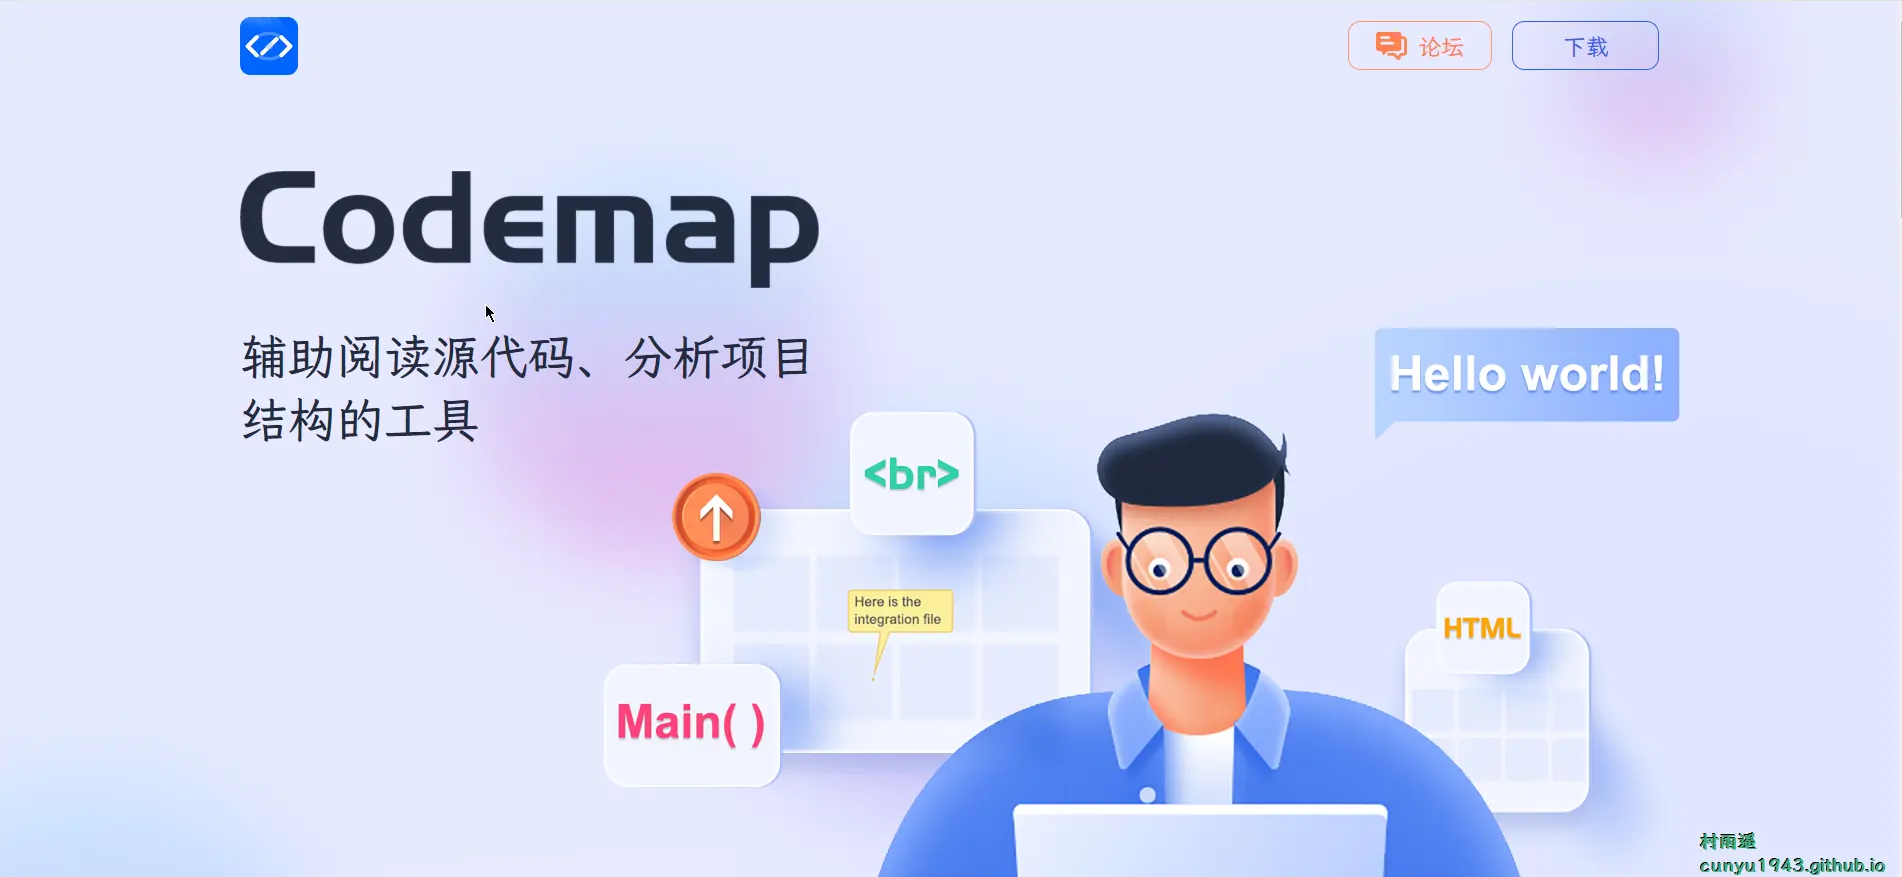 论坛
下载
Codemap
辅助阅读源代码、分析项目
结构的工具
Hello world!
<br>
Here is the
integration file
HTML
Main( )
村雨遥
cunyu1943.github.io